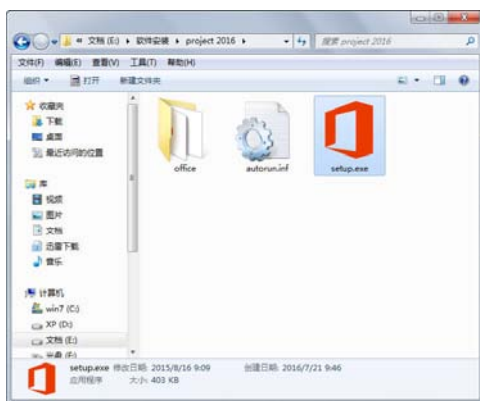 « 文档 (E:) ▸ 软件安装 ▸ project 2016 ▸
搜索 project 2016
文件(F) 编辑(E) 查看(V) 工具(T) 帮助(H)
组织 ▾ 打开 新建文件夹
收藏夹
下载
桌面
最近访问的位置
库
视频
图片
文档
迅雷下载
音乐
计算机
win7 (C:)
XP (D:)
文档 (E:)
光盘 (F:)
office
autorun.inf
setup.exe
setup.exe 修改日期: 2015/8/16 9:09 创建日期: 2016/7/21 9:46
应用程序 大小: 403 KB